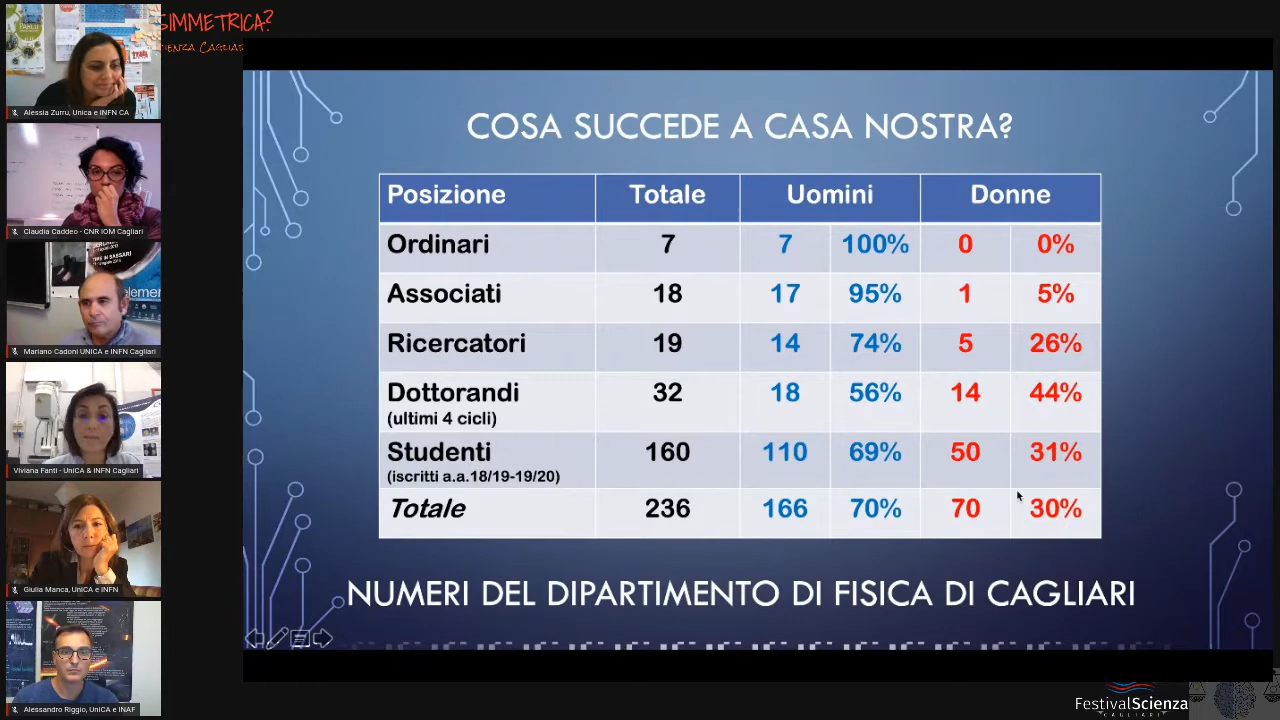 SIMMETRICA?
IENZA CAGLIAR
Alessia Zurru, Unica e INFN CA
Claudia Caddeo - CNR IOM Cagliari
Mariano Cadoni UNICA e INFN Cagliari
Viviana Fanti - UniCA & INFN Cagliari
Giulia Manca, UniCA e INFN
Alessandro Riggio, UniCA e INAF
COSA SUCCEDE A CASA NOSTRA?
Posizione Totale Uomini Donne
Ordinari 7 7 100% 0 0%
Associati 18 17 95% 1 5%
Ricercatori 19 14 74% 5 26%
Dottorandi 32 18 56% 14 44%
(ultimi 4 cicli)
Studenti 160 110 69% 50 31%
(iscritti a.a.18/19-19/20)
Totale 236 166 70% 70 30%
NUMERI DEL DIPARTIMENTO DI FISICA DI CAGLIARI
FestivalScienza
CAGLIARI